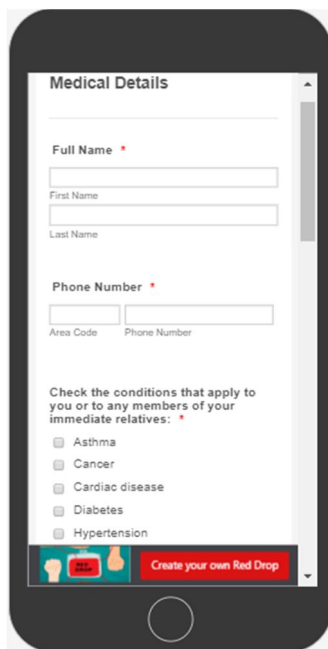 Medical Details
Full Name *
First Name
Last Name
Phone Number *
Area Code Phone Number
Check the conditions that apply to
you or to any members of your
immediate relatives: *
Asthma
Cancer
Cardiac disease
Diabetes
Hypertension
RED
DROP
Create your own Red Drop